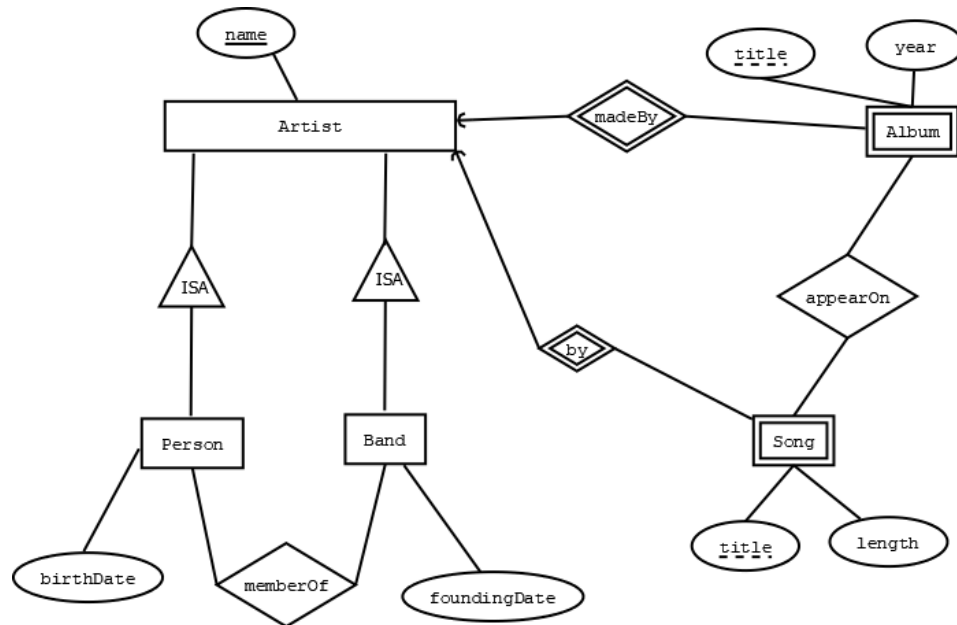 name
title
year
Artist
madeBy
Album
ISA
ISA
appearOn
by
Person
Band
Song
title
length
birthDate
memberOf
foundingDate